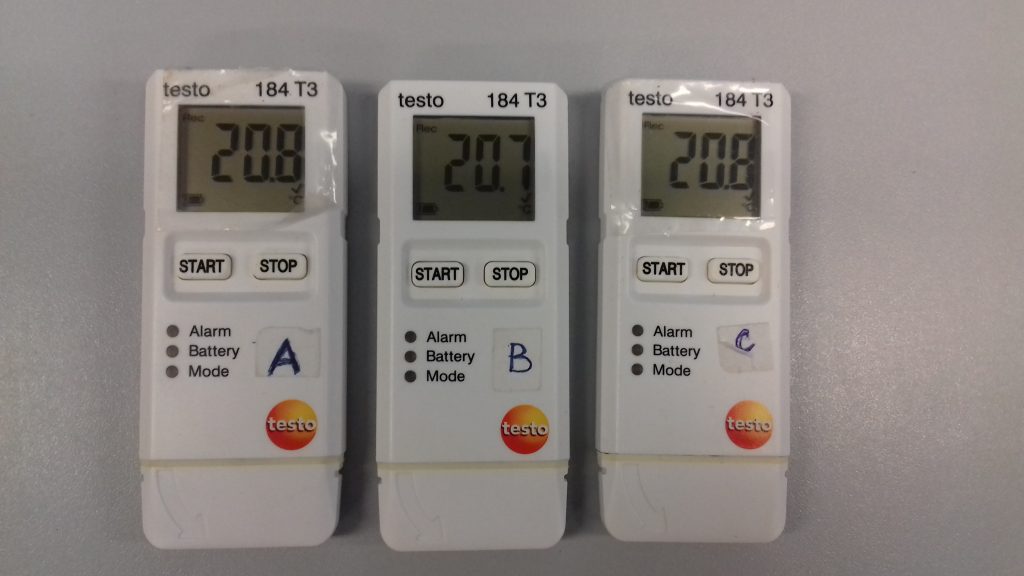 testo 184 T3
Rec
20.8
°C
START STOP
Alarm
Battery
Mode
A
testo
testo 184 T3
Rec
20.7
°C
START STOP
Alarm
Battery
Mode
B
testo
testo 184 T3
Rec
20.8
°C
START STOP
Alarm
Battery
Mode
C
testo